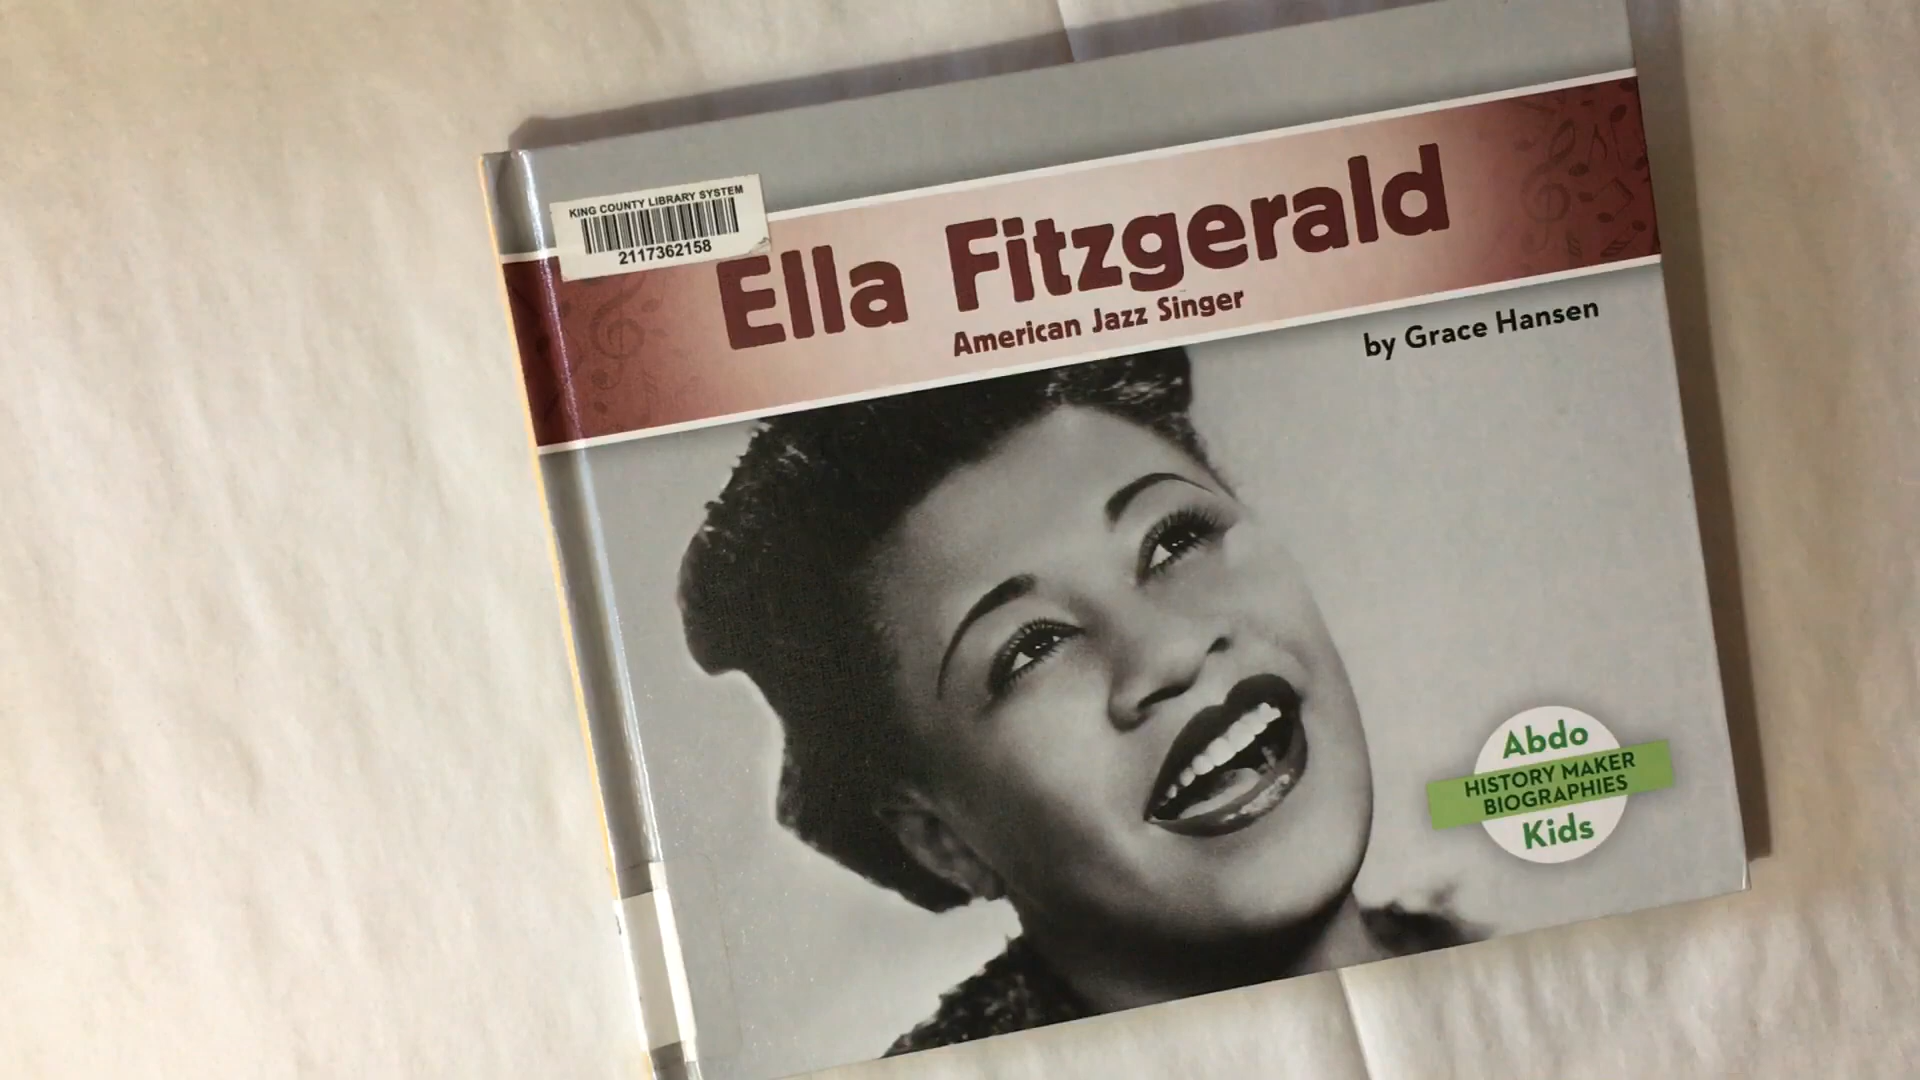 KING COUNTY LIBRARY SYSTEM
2117362158
Ella Fitzgerald
American Jazz Singer
by Grace Hansen
Abdo
HISTORY MAKER
BIOGRAPHIES
Kids